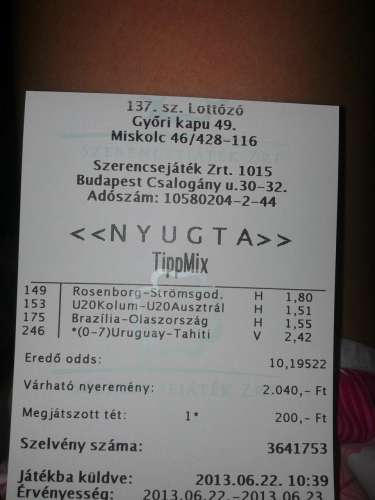 137. sz. Lottózó
Győri kapu 49.
Miskolc 46/428-116
Szerencsejáték Zrt. 1015
Budapest Csalogány u.30-32.
Adószám: 10580204-2-44
<<NYUGTA>>
TippMix
149 Rosenborg-Strömsgod. H 1,80
153 U20Kolum-U20Ausztrál H 1,51
175 Brazília-Olaszország H 1,55
246 *(0-7)Uruguay-Tahiti V 2,42
Eredő odds: 10,19522
Várható nyeremény: 2.040,- Ft
Megjátszott tét: 1* 200,- Ft
Szelvény száma: 3641753
Játékba küldve: 2013.06.22. 10:39
Érvényesség: 2013.06.22.-2013.06.23